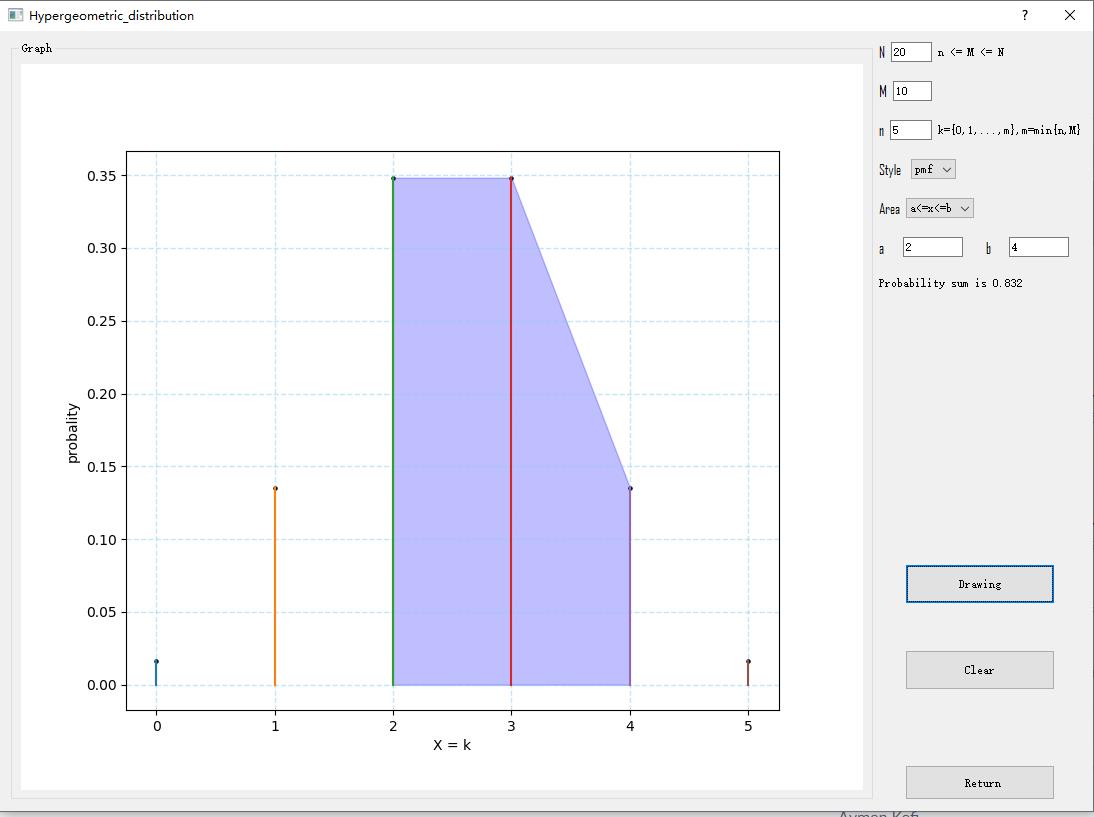 Hypergeometric_distribution
?
Graph
N 20 n <= M <= N
M 10
n 5 k={0,1,...,m},m=min{n,M}
Style pmf
Area a<=x<=b
a 2 b 4
Probability sum is 0.832
0.35
0.30
0.25
0.20
0.15
0.10
0.05
0.00
probality
0 1 2 3 4 5
X = k
Drawing
Clear
Return